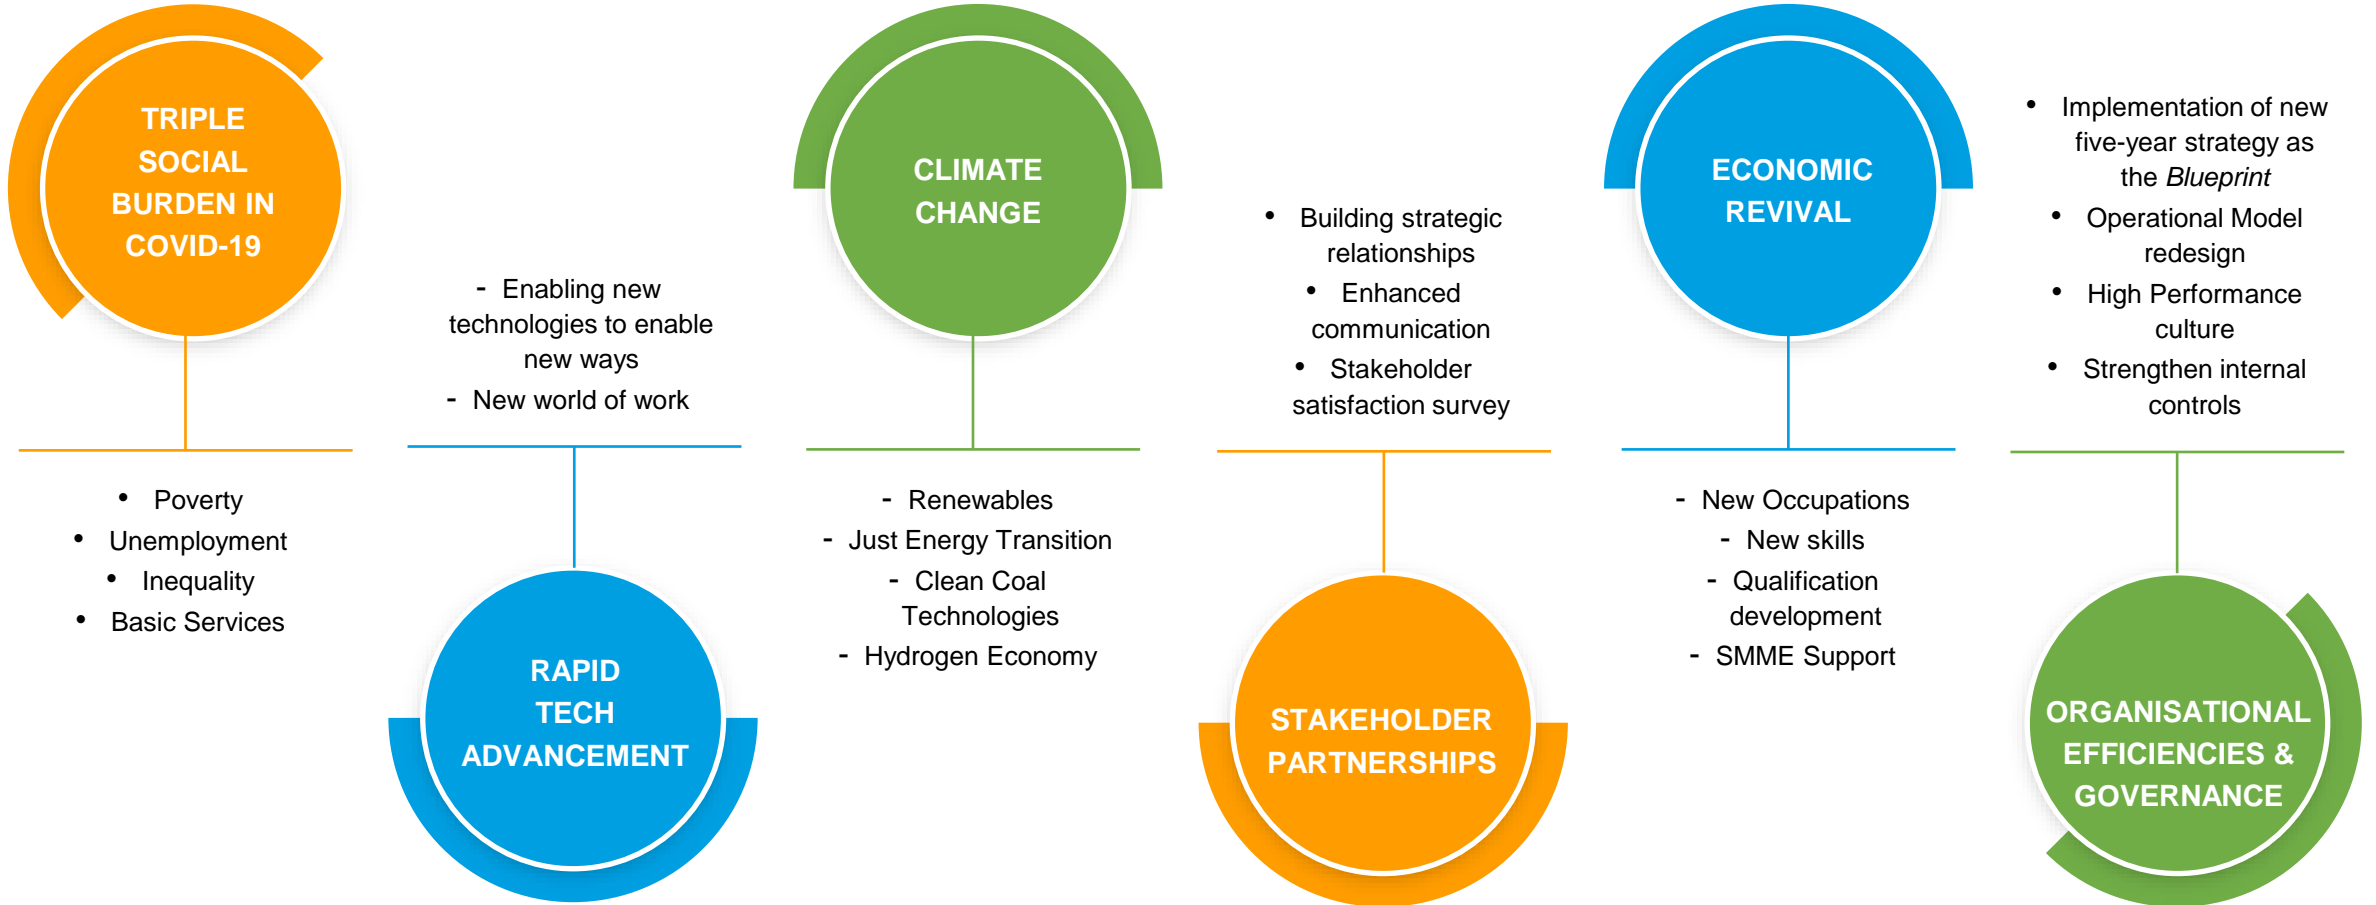 TRIPLE
SOCIAL
BURDEN IN
COVID-19
• Poverty
• Unemployment
• Inequality
• Basic Services
- Enabling new
technologies to enable
new ways
- New world of work
RAPID
TECH
ADVANCEMENT
CLIMATE
CHANGE
- Renewables
- Just Energy Transition
- Clean Coal
Technologies
- Hydrogen Economy
• Building strategic
relationships
• Enhanced
communication
• Stakeholder
satisfaction survey
STAKEHOLDER
PARTNERSHIPS
ECONOMIC
REVIVAL
- New Occupations
- New skills
- Qualification
development
- SMME Support
• Implementation of new
five-year strategy as
the Blueprint
• Operational Model
redesign
• High Performance
culture
• Strengthen internal
controls
ORGANISATIONAL
EFFICIENCIES &
GOVERNANCE